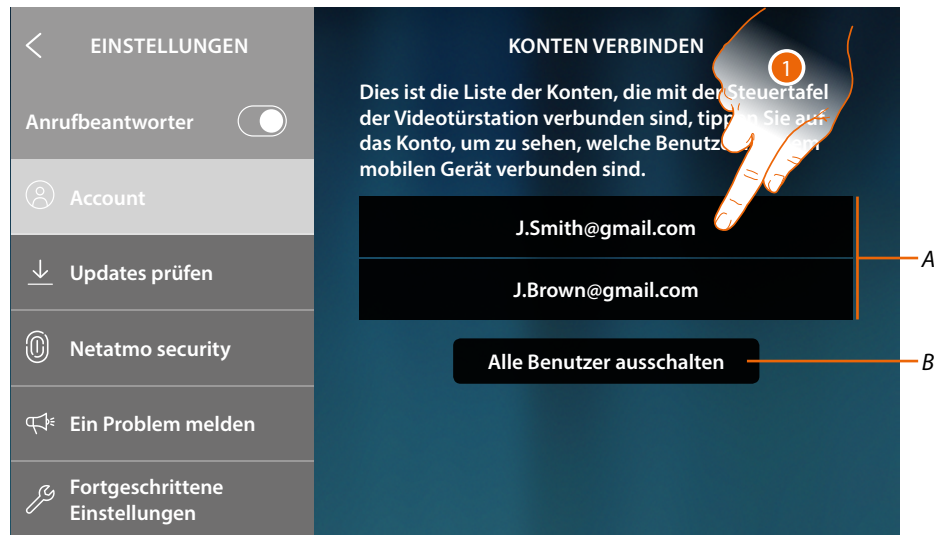 EINSTELLUNGEN
Anrufbeantworter
Account
Updates prüfen
Netatmo security
Ein Problem melden
Fortgeschrittene
Einstellungen
KONTEN VERBINDEN
1
Dies ist die Liste der Konten, die mit der Steuertafel
der Videotürstation verbunden sind, tippen Sie auf
das Konto, um zu sehen, welche
mobilen Gerät verbunden sind.
J.Smith@gmail.com
J.Brown@gmail.com
A
Alle Benutzer ausschalten
B